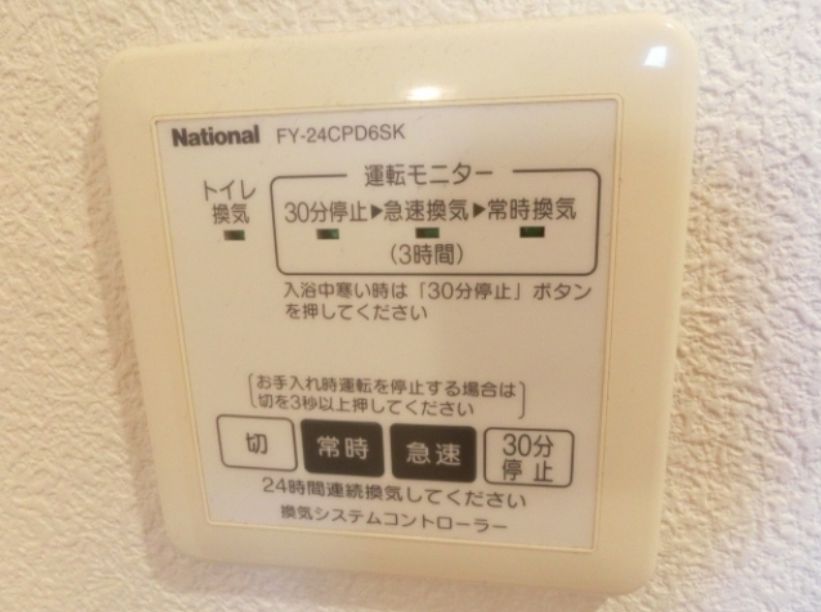 National FY-24CPD6SK
運転モニター
トイレ
換気
30分停止▶急速換気▶常時換気
(3時間)
入浴中寒い時は「30分停止」ボタン
を押してください
お手入れ時運転を停止する場合は
切を3秒以上押してください
切 常時 急速 30分
停止
24時間連続換気してください
換気システムコントローラー